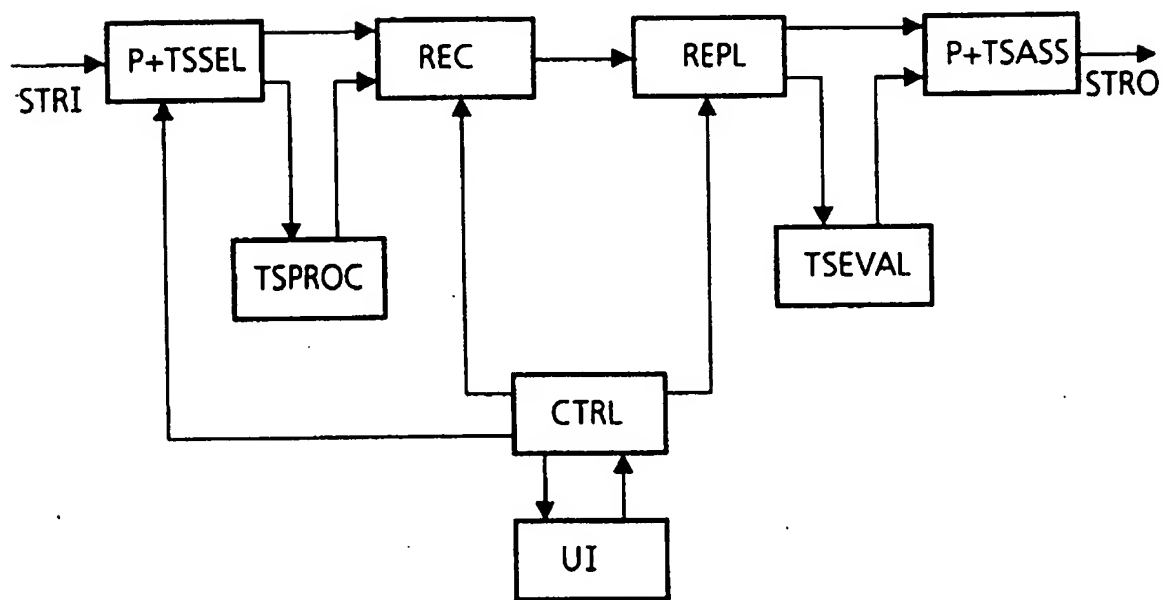 P+TSSEL
REC
REPL
P+TSASS
STRI
STRO
TSPROC
TSEVAL
CTRL
UI